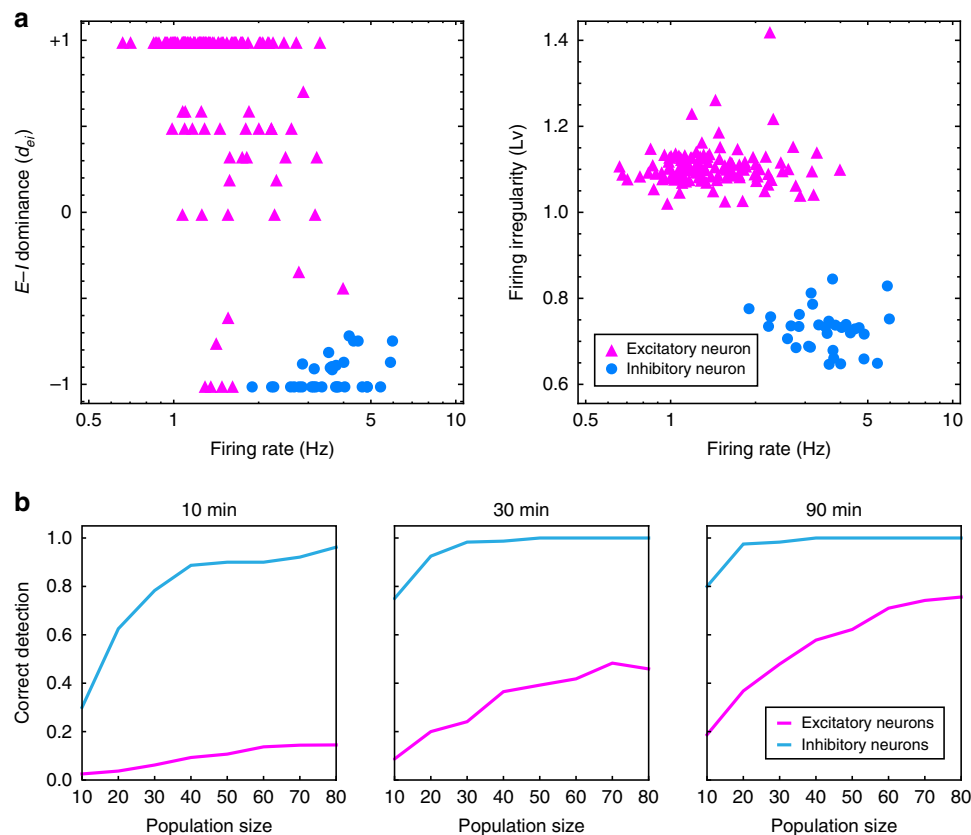 a
+1
0
−1
E–I dominance (dei)
0.5
1
5
10
Firing rate (Hz)
1.4
1.2
1.0
0.8
0.6
Firing irregularity (Lv)
Excitatory neuron
Inhibitory neuron
0.5
1
5
10
Firing rate (Hz)
b
10 min
30 min
90 min
1.0
0.8
0.6
0.4
0.2
0.0
Correct detection
Excitatory neurons
Inhibitory neurons
10 20 30 40 50 60 70 80
10 20 30 40 50 60 70 80
10 20 30 40 50 60 70 80
Population size
Population size
Population size